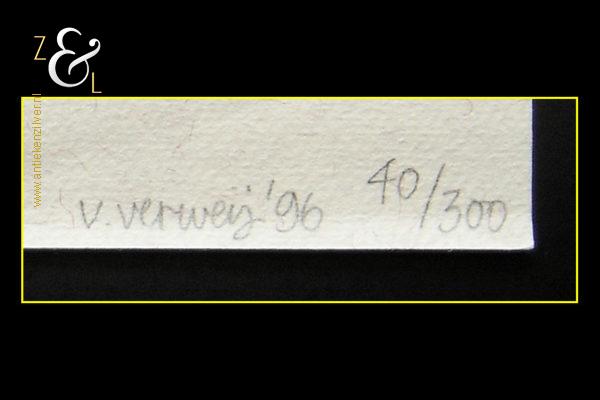 Z & L
www.antiekenzilver.nl
v. verweij '96 40/300